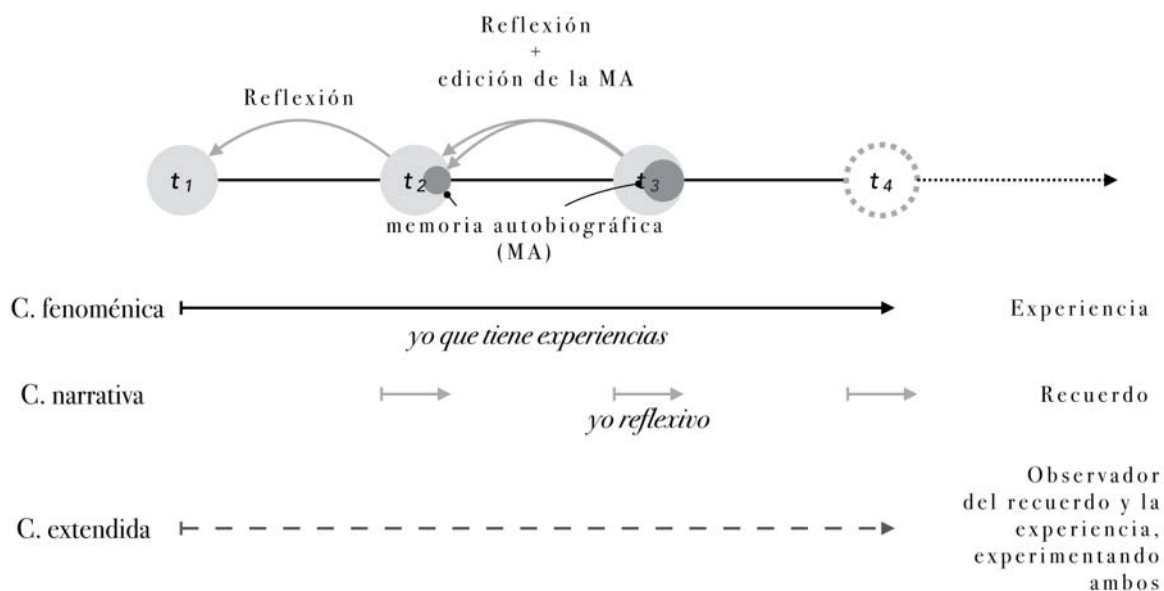 Reflexión
+
edición de la MA
Reflexión
t1
t2
t3
t4
memoria autobiográfica
(MA)
C. fenoménica
Experiencia
yo que tiene experiencias
C. narrativa
Recuerdo
yo reflexivo
C. extendida
Observador
del recuerdo y la
experiencia,
experimentando
ambos